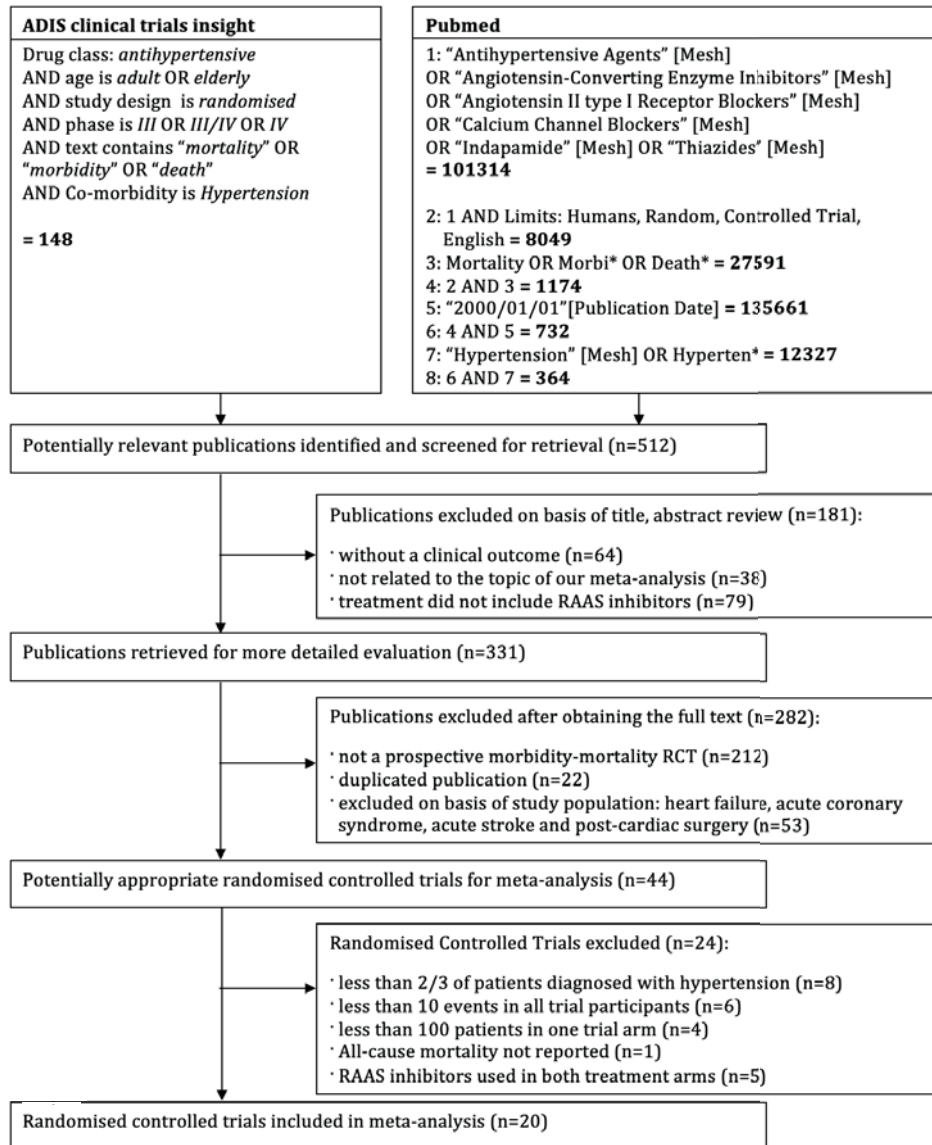 ADIS clinical trials insight
Drug class: antihypertensive
AND age is adult OR elderly
AND study design is randomised
AND phase is III OR III/IV OR IV
AND text contains “mortality” OR
“morbidity” OR “death”
AND Co-morbidity is Hypertension
= 148
Pubmed
1: “Antihypertensive Agents” [Mesh]
OR “Angiotensin-Converting Enzyme Inhibitors” [Mesh]
OR “Angiotensin II type I Receptor Blockers” [Mesh]
OR “Calcium Channel Blockers” [Mesh]
OR “Indapamide” [Mesh] OR “Thiazides” [Mesh]
= 101314
2: 1 AND Limits: Humans, Random, Controlled Trial,
English = 8049
3: Mortality OR Morbi* OR Death* = 27591
4: 2 AND 3 = 1174
5: “2000/01/01”[Publication Date] = 135661
6: 4 AND 5 = 732
7: “Hypertension” [Mesh] OR Hyperten* = 12327
8: 6 AND 7 = 364
Potentially relevant publications identified and screened for retrieval (n=512)
Publications excluded on basis of title, abstract review (n=181):
· without a clinical outcome (n=64)
· not related to the topic of our meta-analysis (n=38)
· treatment did not include RAAS inhibitors (n=79)
Publications retrieved for more detailed evaluation (n=331)
Publications excluded after obtaining the full text (n=282):
· not a prospective morbidity-mortality RCT (n=212)
· duplicated publication (n=22)
· excluded on basis of study population: heart failure, acute coronary
syndrome, acute stroke and post-cardiac surgery (n=53)
Potentially appropriate randomised controlled trials for meta-analysis (n=44)
Randomised Controlled Trials excluded (n=24):
· less than 2/3 of patients diagnosed with hypertension (n=8)
· less than 10 events in all trial participants (n=6)
· less than 100 patients in one trial arm (n=4)
· All-cause mortality not reported (n=1)
· RAAS inhibitors used in both treatment arms (n=5)
Randomised controlled trials included in meta-analysis (n=20)